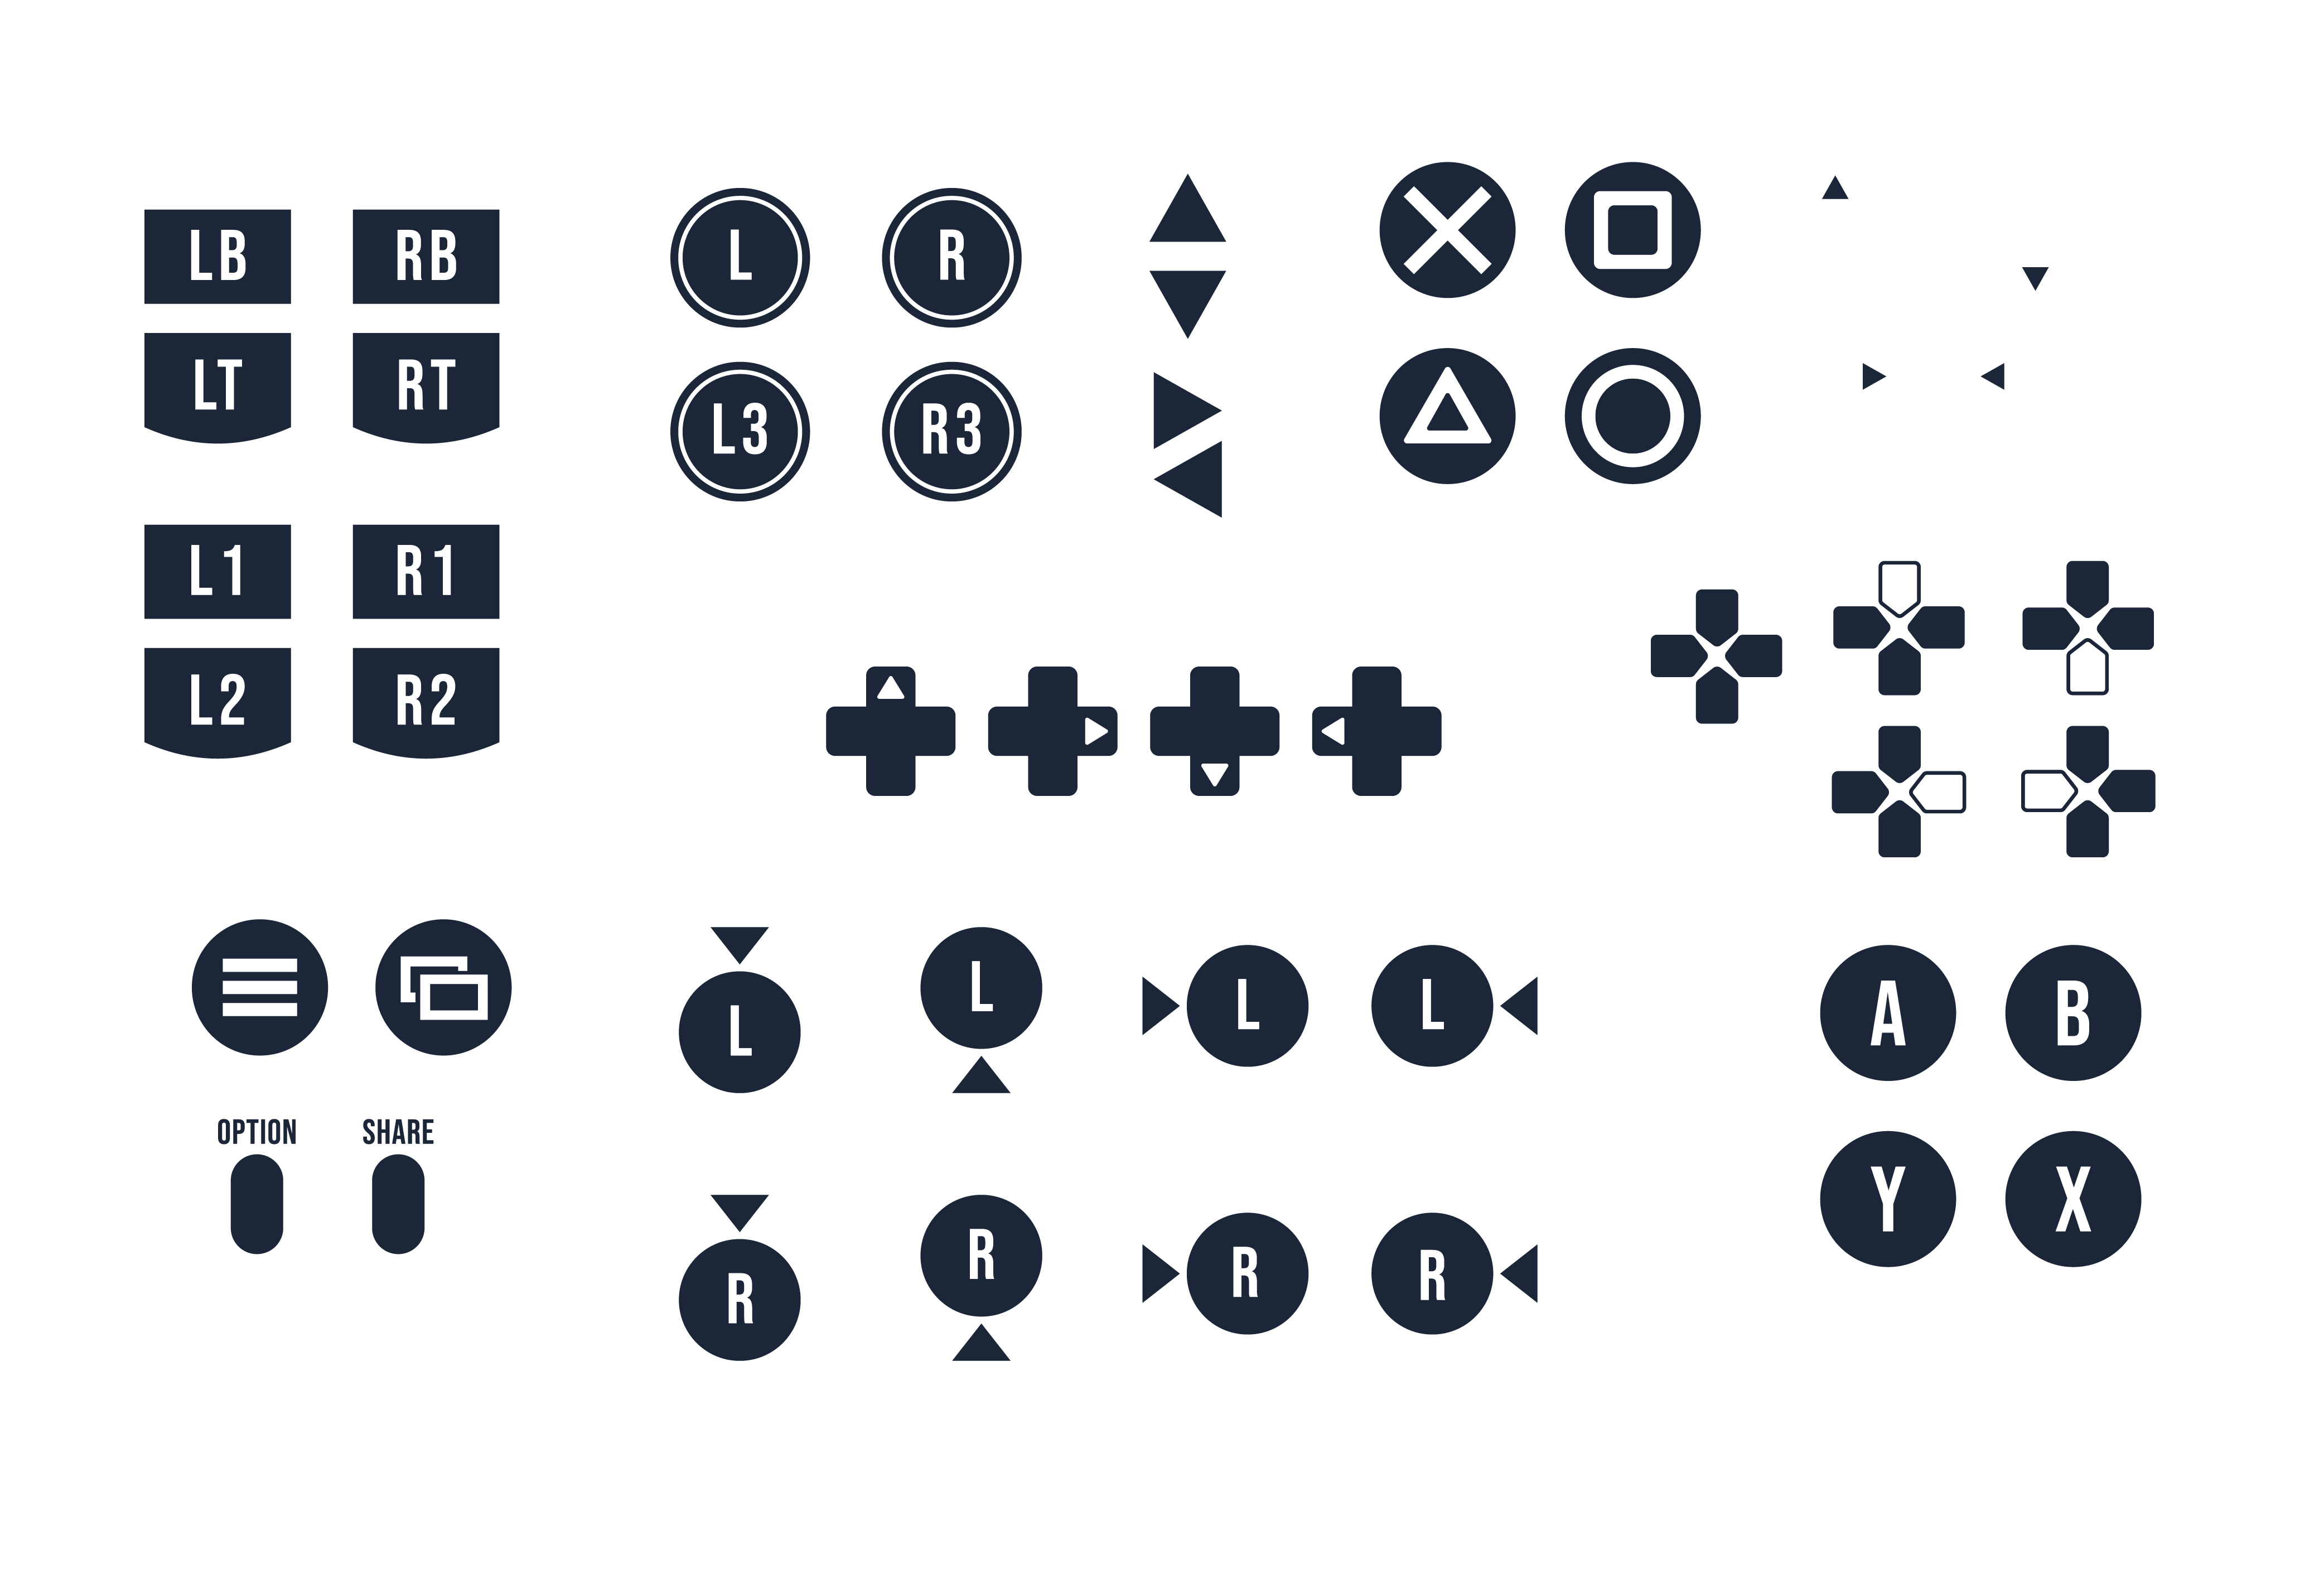 LB RB
LT RT
L1 R1
L2 R2
L R
L3 R3
OPTION SHARE
L L L L
R R R R
A B
Y X